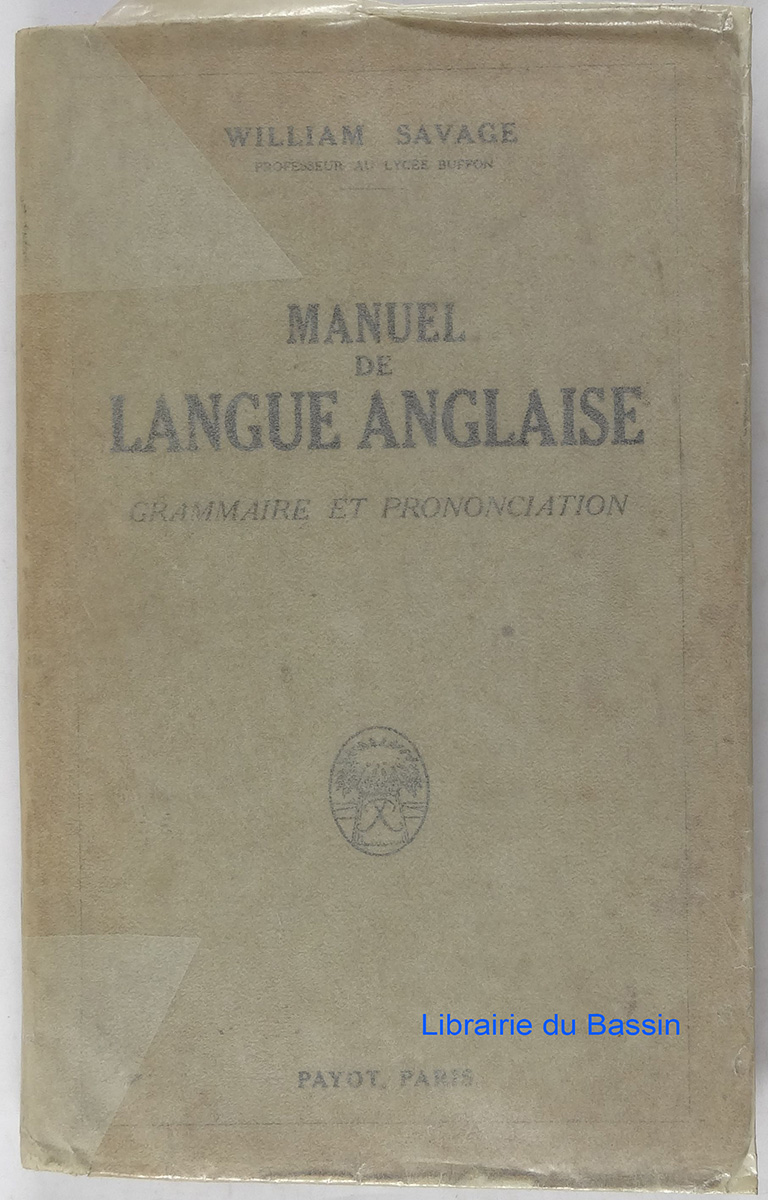 WILLIAM SAVAGE
PROFESSEUR AU LYCÉE BUFFON
MANUEL
DE
LANGUE ANGLAISE
GRAMMAIRE ET PRONONCIATION
Librairie du Bassin
PAYOT, PARIS